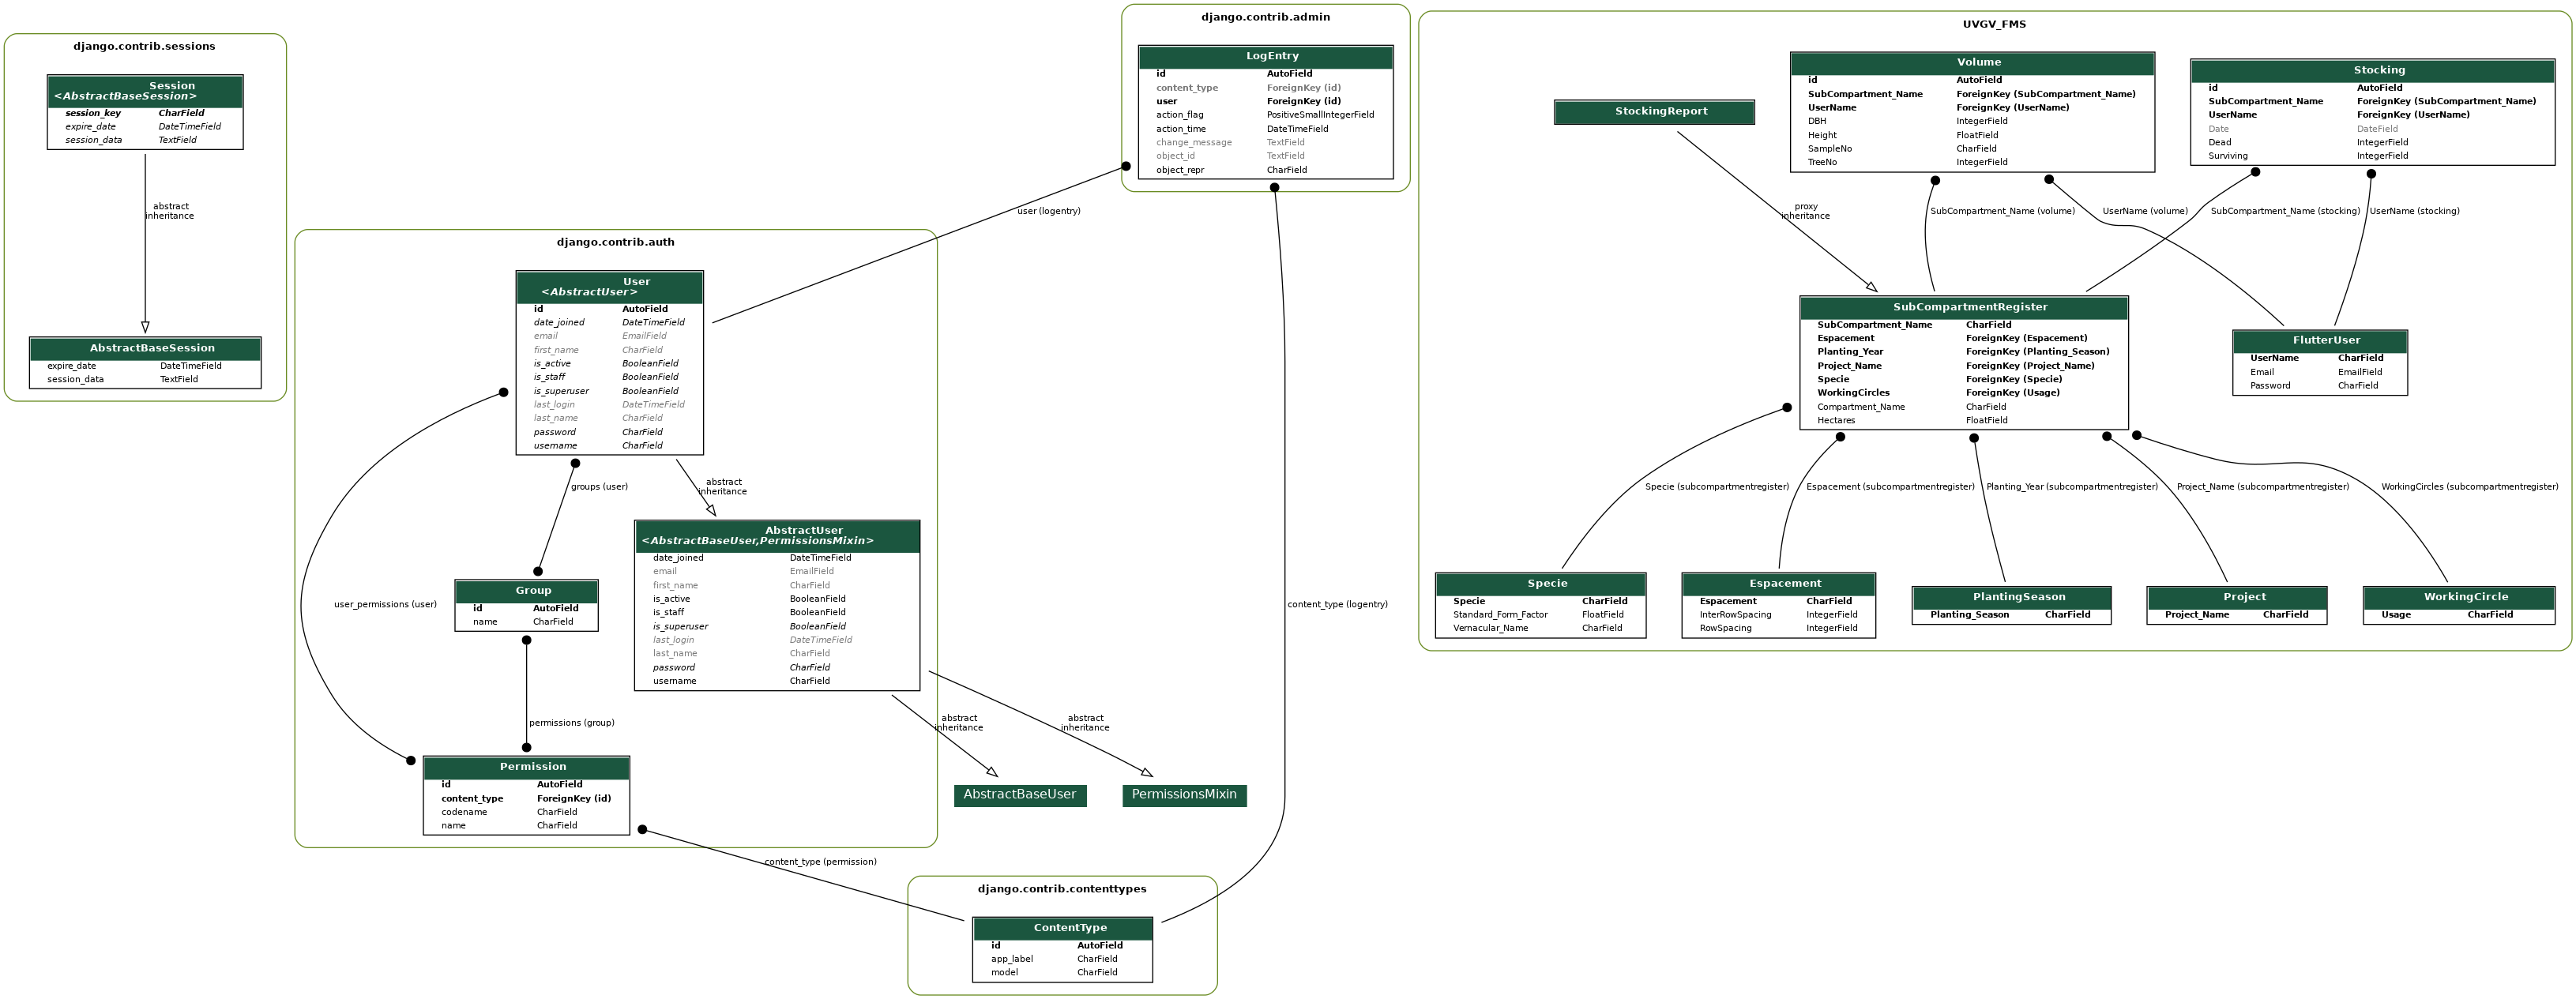 django.contrib.sessions
Session
<AbstractBaseSession>
session_key CharField
expire_date DateTimeField
session_data TextField
abstract
inheritance
AbstractBaseSession
expire_date DateTimeField
session_data TextField
django.contrib.admin
LogEntry
id AutoField
content_type ForeignKey (id)
user ForeignKey (id)
action_flag PositiveSmallIntegerField
action_time DateTimeField
change_message TextField
object_id TextField
object_repr CharField
user (logentry)
content_type (logentry)
django.contrib.auth
User
<AbstractUser>
id AutoField
date_joined DateTimeField
email EmailField
first_name CharField
is_active BooleanField
is_staff BooleanField
is_superuser BooleanField
last_login DateTimeField
last_name CharField
password CharField
username CharField
groups (user)
abstract
inheritance
user_permissions (user)
AbstractUser
<AbstractBaseUser,PermissionsMixin>
date_joined DateTimeField
email EmailField
first_name CharField
is_active BooleanField
is_staff BooleanField
is_superuser BooleanField
last_login DateTimeField
last_name CharField
password CharField
username CharField
Group
id AutoField
name CharField
permissions (group)
abstract
inheritance
abstract
inheritance
Permission
id AutoField
content_type ForeignKey (id)
codename CharField
name CharField
AbstractBaseUser
PermissionsMixin
content_type (permission)
django.contrib.contenttypes
ContentType
id AutoField
app_label CharField
model CharField
UVGV_FMS
StockingReport
Volume
id AutoField
SubCompartment_Name ForeignKey (SubCompartment_Name)
UserName ForeignKey (UserName)
DBH IntegerField
Height FloatField
SampleNo CharField
TreeNo IntegerField
Stocking
id AutoField
SubCompartment_Name ForeignKey (SubCompartment_Name)
UserName ForeignKey (UserName)
Date DateField
Dead IntegerField
Surviving IntegerField
proxy
inheritance
SubCompartment_Name (volume)
UserName (volume)
SubCompartment_Name (stocking)
UserName (stocking)
SubCompartmentRegister
SubCompartment_Name CharField
Espacement ForeignKey (Espacement)
Planting_Year ForeignKey (Planting_Season)
Project_Name ForeignKey (Project_Name)
Specie ForeignKey (Specie)
WorkingCircles ForeignKey (Usage)
Compartment_Name CharField
Hectares FloatField
FlutterUser
UserName CharField
Email EmailField
Password CharField
Specie (subcompartmentregister)
Espacement (subcompartmentregister)
Planting_Year (subcompartmentregister)
Project_Name (subcompartmentregister)
WorkingCircles (subcompartmentregister)
Specie
Specie CharField
Standard_Form_Factor FloatField
Vernacular_Name CharField
Espacement
Espacement CharField
InterRowSpacing IntegerField
RowSpacing IntegerField
PlantingSeason
Planting_Season CharField
Project
Project_Name CharField
WorkingCircle
Usage CharField